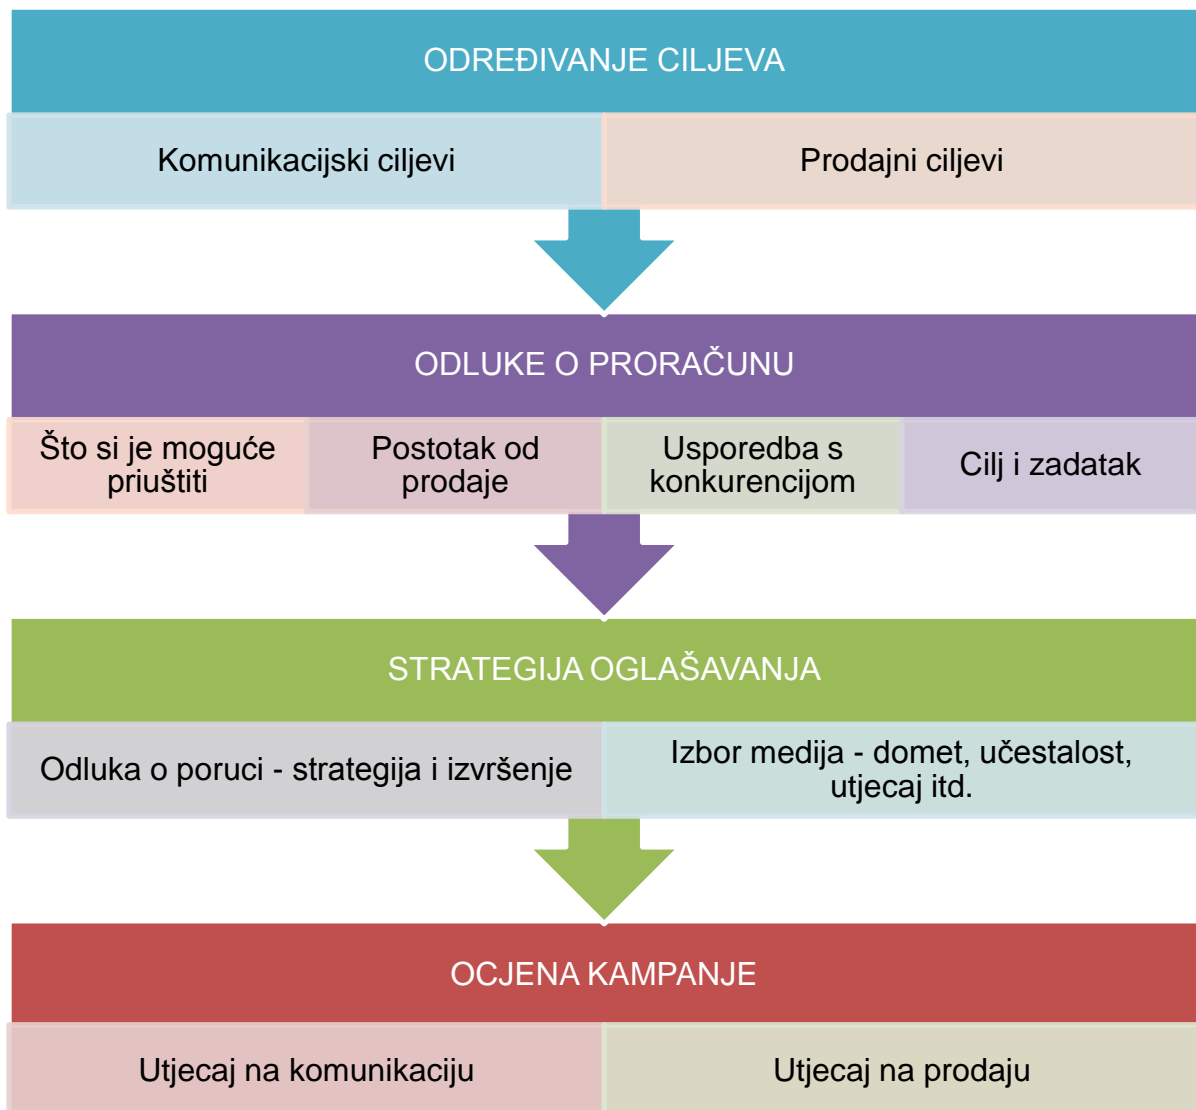 ODREĐIVANJE CILJEVA
Komunikacijski ciljevi
Prodajni ciljevi
ODLUKE O PRORAČUNU
Što si je moguće
priuštiti
Postotak od
prodaje
Usporedba s
konkurencijom
Cilj i zadatak
STRATEGIJA OGLAŠAVANJA
Odluka o poruci - strategija i izvršenje
Izbor medija - domet, učestalost,
utjecaj itd.
OCJENA KAMPANJE
Utjecaj na komunikaciju
Utjecaj na prodaju